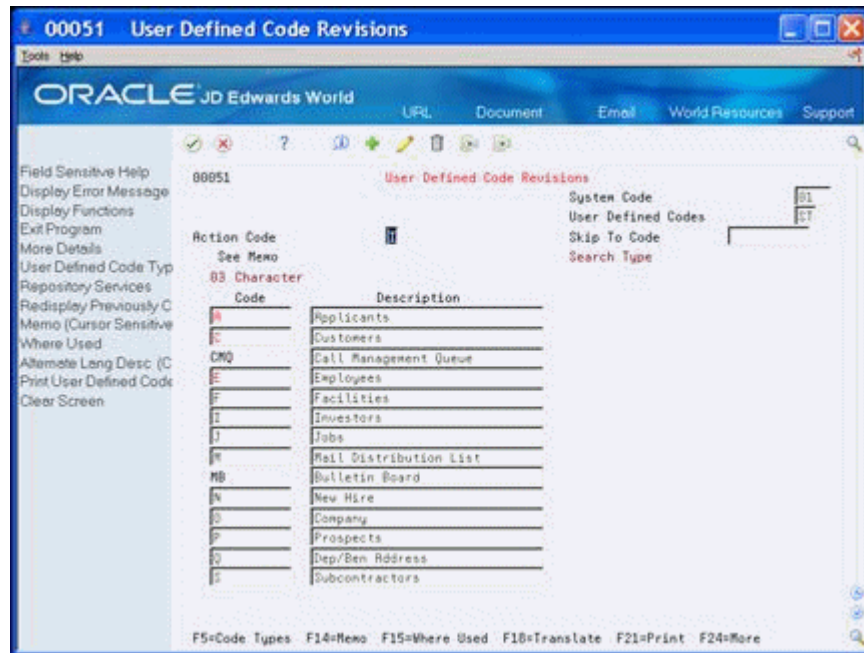 00051 User Defined Code Revisions
Tools Help
ORACLE JD Edwards World
URL Document Email World Resources Support
Field Sensitive Help
Display Error Message
Display Functions
Exit Program
More Details
User Defined Code Typ
Repository Services
Redisplay Previously C
Memo (Cursor Sensitive
Where Used
Alternate Lang Desc (C
Print User Defined Code
Clear Screen
00051 User Defined Code Revisions
System Code 01
User Defined Codes ST
Action Code I Skip To Code
See Memo Search Type
03 Character
Code Description
A Applicants
C Customers
CMQ Call Management Queue
E Employees
F Facilities
I Investors
J Jobs
M Mail Distribution List
MB Bulletin Board
N New Hire
O Company
P Prospects
Q Dep/Ben Address
S Subcontractors
F5=Code Types F14=Memo F15=Where Used F18=Translate F21=Print F24=More